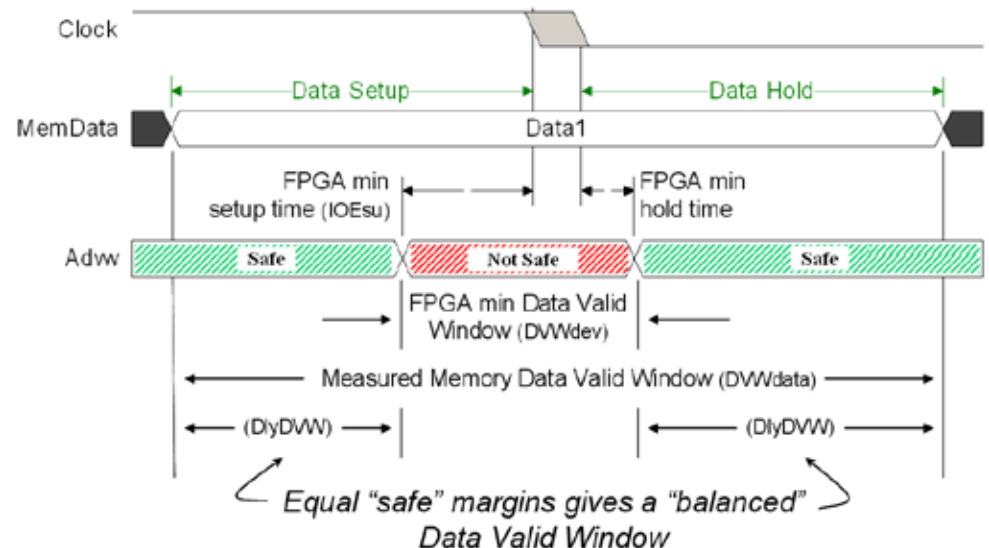 Clock
Data Setup
Data Hold
MemData
Data1
FPGA min
setup time (IOEsu)
FPGA min
hold time
Advw
Safe
Not Safe
Safe
FPGA min Data Valid
Window (DVWdev)
Measured Memory Data Valid Window (DVWdata)
(DlyDVW)
(DlyDVW)
Equal “safe” margins gives a “balanced”
Data Valid Window